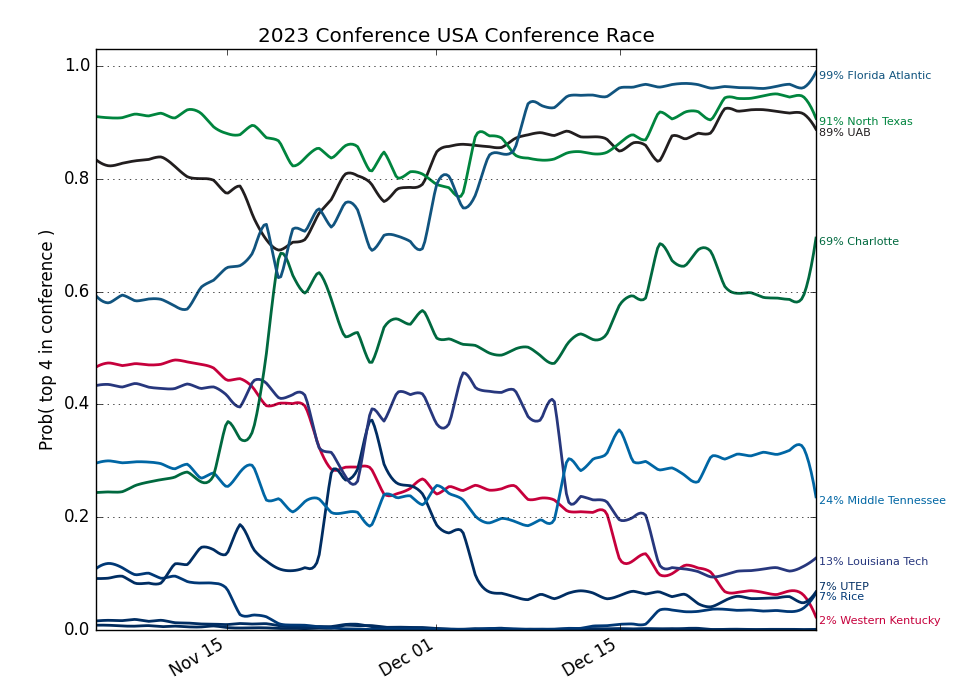 2023 Conference USA Conference Race
Prob( top 4 in conference )
1.0
0.8
0.6
0.4
0.2
0.0
Nov 15
Dec 01
Dec 15
99% Florida Atlantic
91% North Texas
89% UAB
69% Charlotte
24% Middle Tennessee
13% Louisiana Tech
7% UTEP
7% Rice
2% Western Kentucky